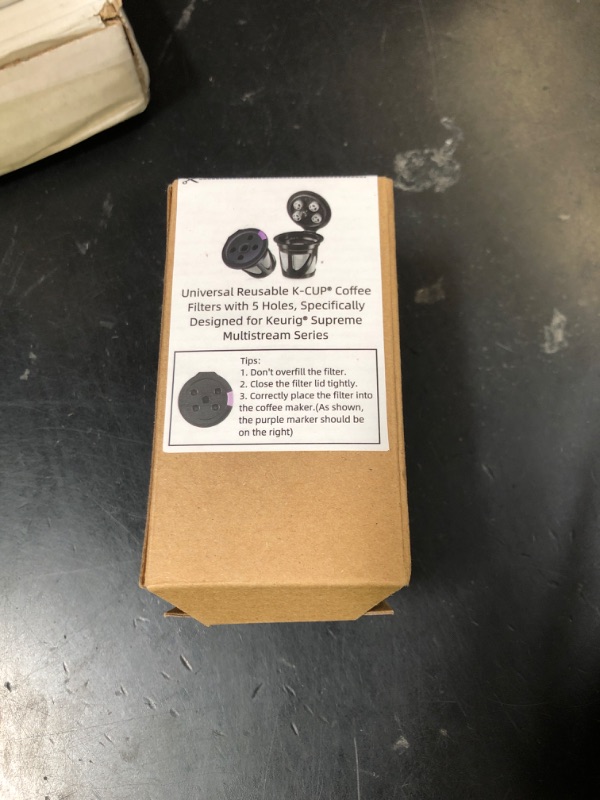 Universal Reusable K-CUP® Coffee
Filters with 5 Holes, Specifically
Designed for Keurig® Supreme
Multistream Series
Tips:
1. Don't overfill the filter.
2. Close the filter lid tightly.
3. Correctly place the filter into
the coffee maker.(As shown,
the purple marker should be
on the right)